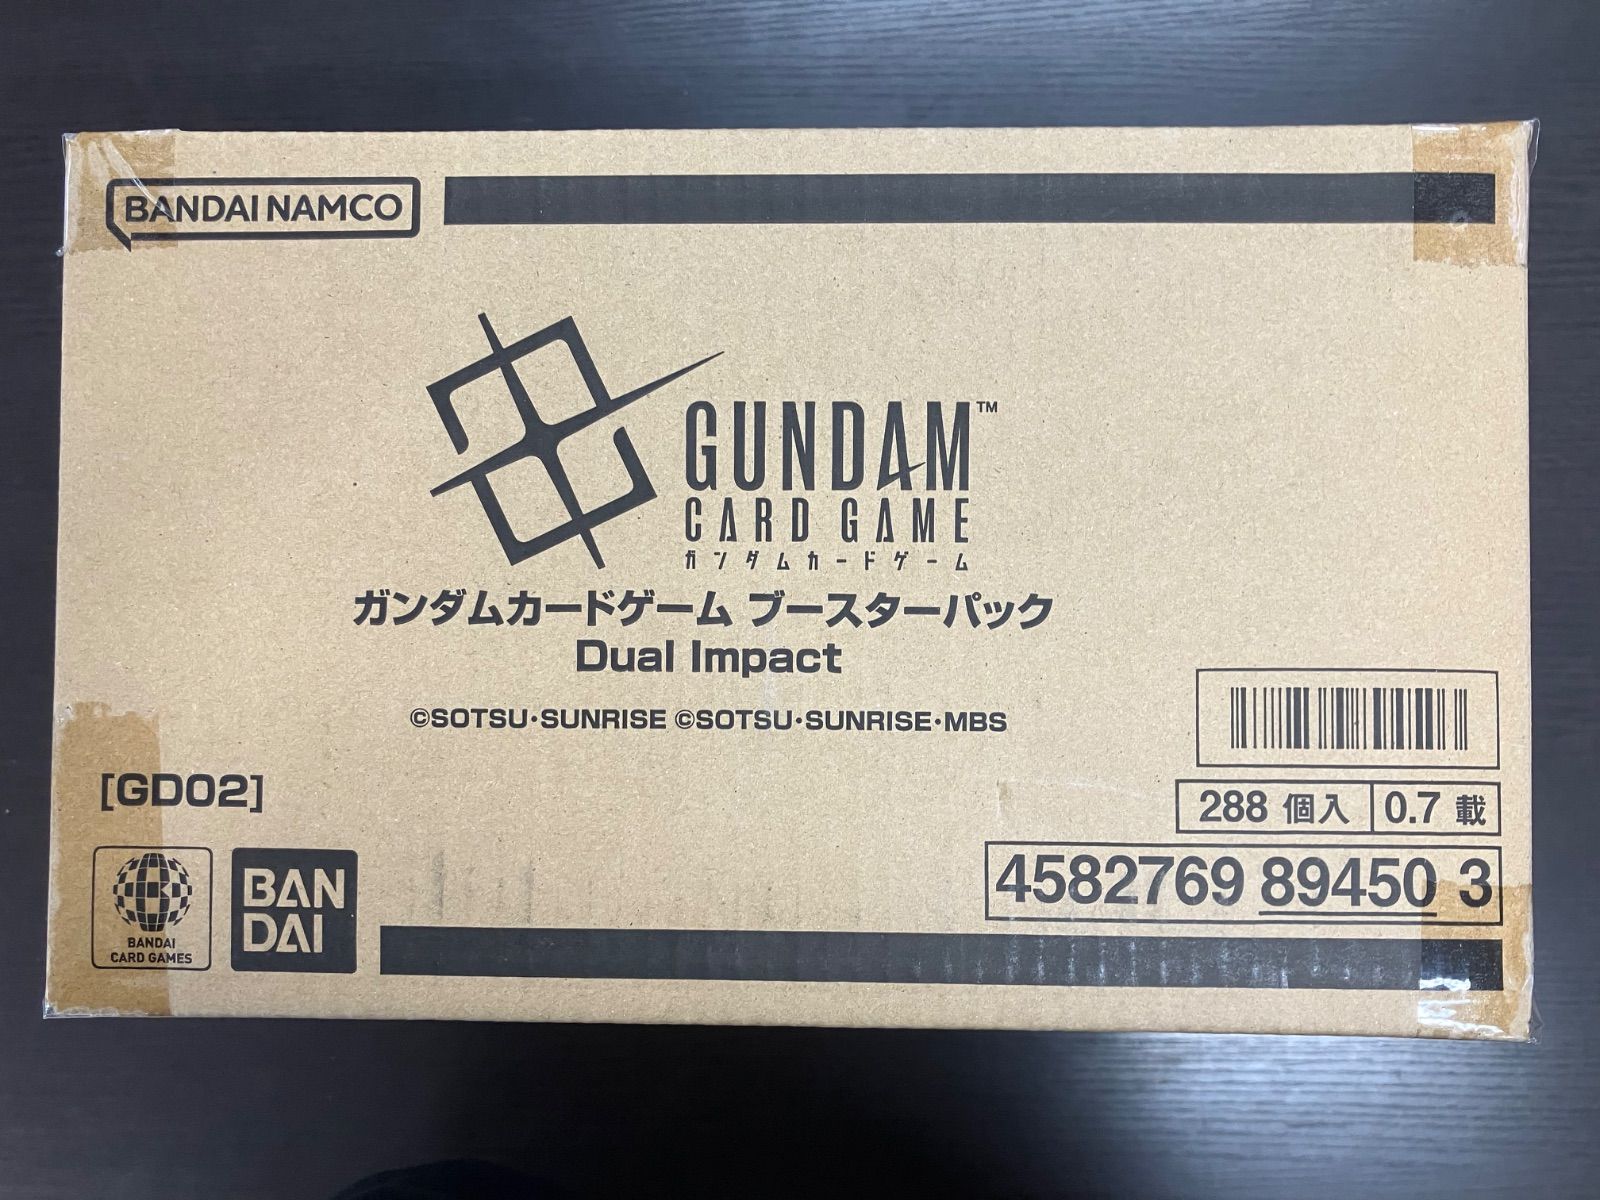 BANDAI NAMCO
GUNDAM™
CARD GAME
ガンダムカードゲーム
ガンダムカードゲーム ブースターパック
Dual Impact
©SOTSU・SUNRISE ©SOTSU・SUNRISE・MBS
[GD02]
288 個入 0.7 載
4582769 89450 3
BANDAI
CARD GAMES
BAN
DAI